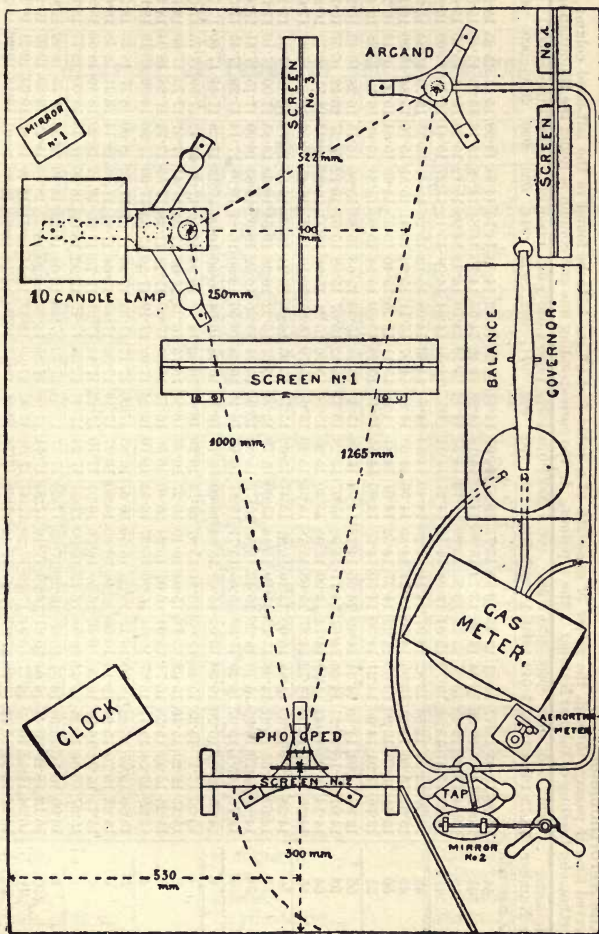 ARGAND
No. 4
SCREEN
SCREEN
No. 3
MIRROR
No. 1
522 mm.
400
mm
10 CANDLE LAMP
250mm.
BALANCE
GOVERNOR.
SCREEN No. 1
1000 mm.
1265 mm.
GAS
METER.
CLOCK
AERORTHO-
METER
PHOTOPED
SCREEN No. 2
TAP
MIRROR
No. 2
300 mm
530
mm